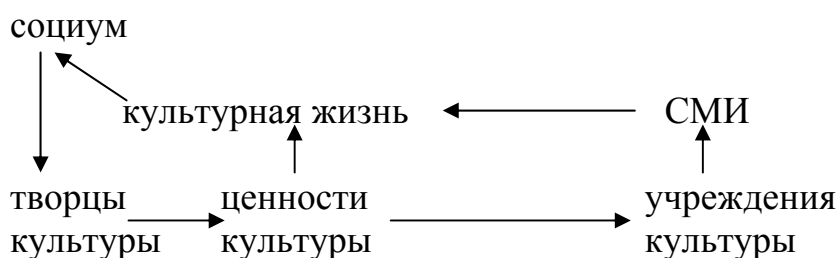 социум
культурная жизнь СМИ
творцы ценности учреждения
культуры культуры культуры